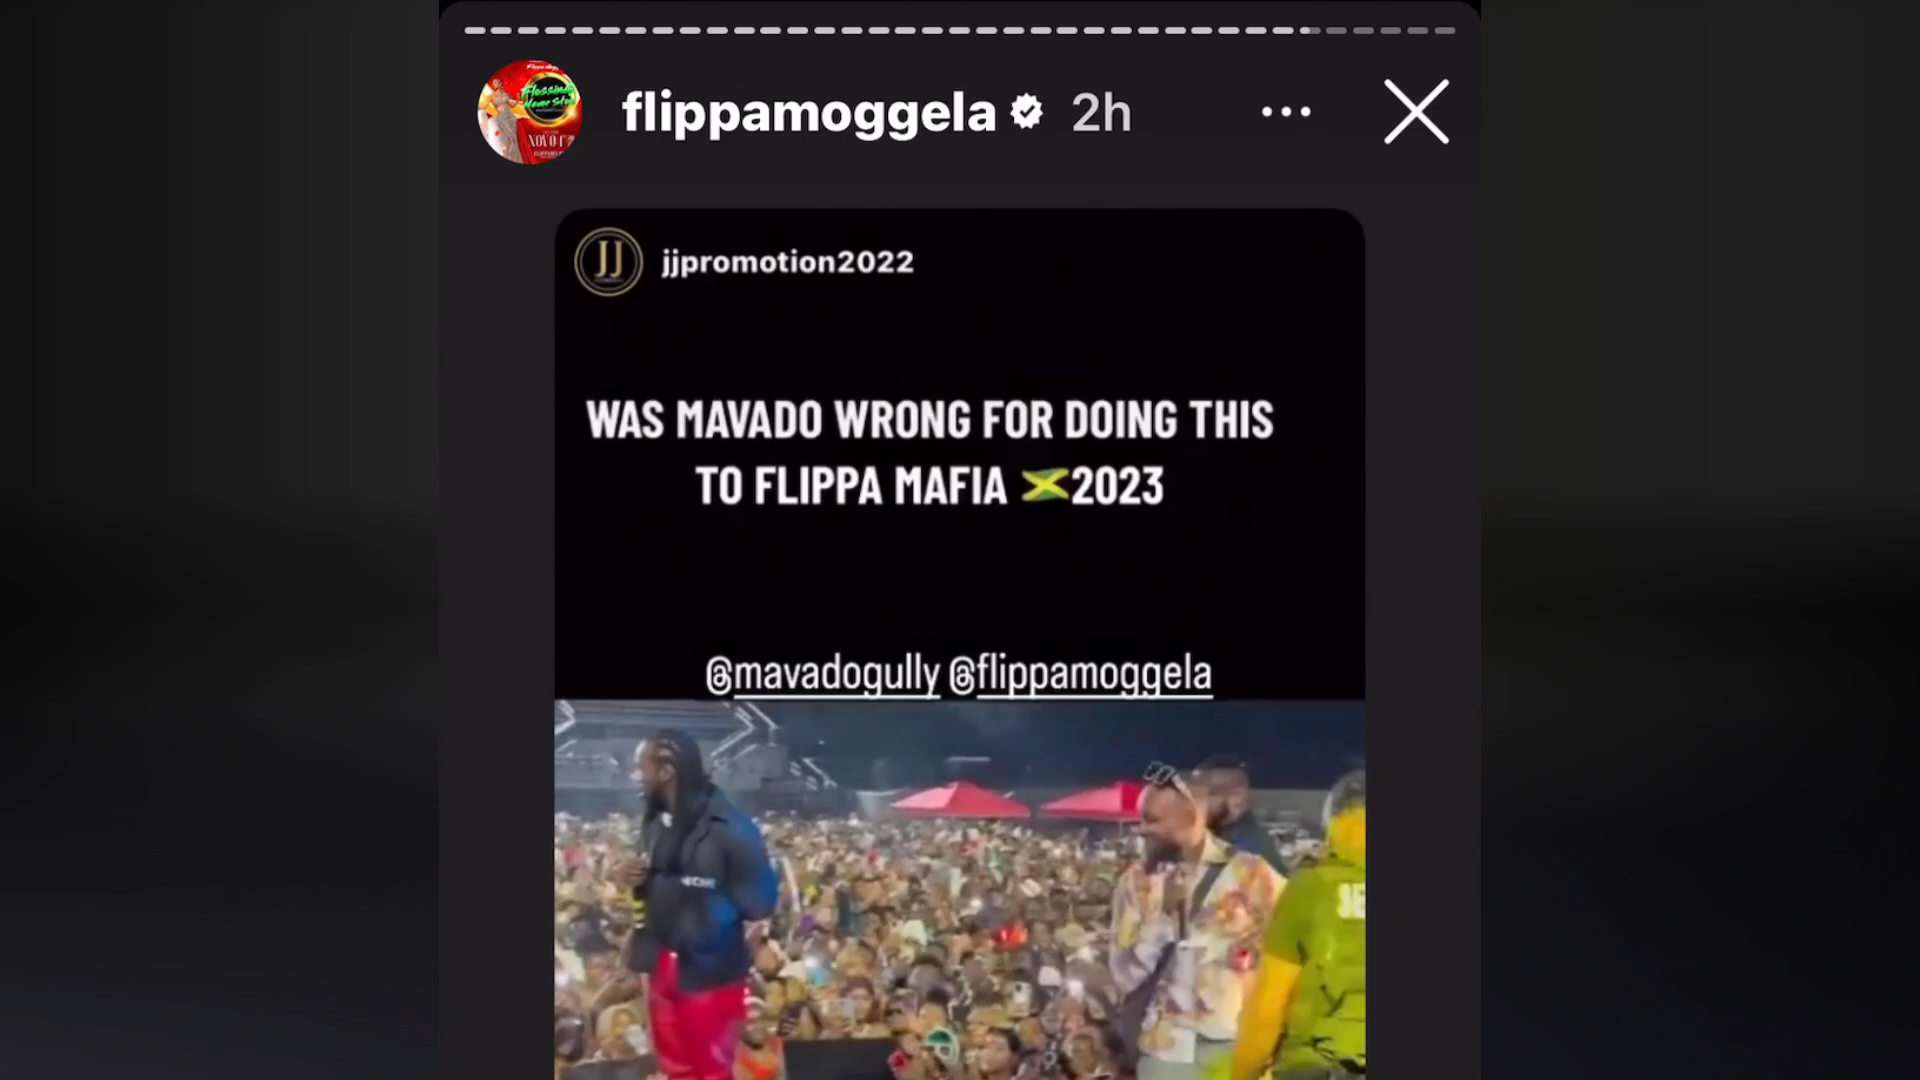 flippamoggela 2h
JJ jjpromotion2022
WAS MAVADO WRONG FOR DOING THIS
TO FLIPPA MAFIA 🇯🇲2023
@mavadogully @flippamoggela